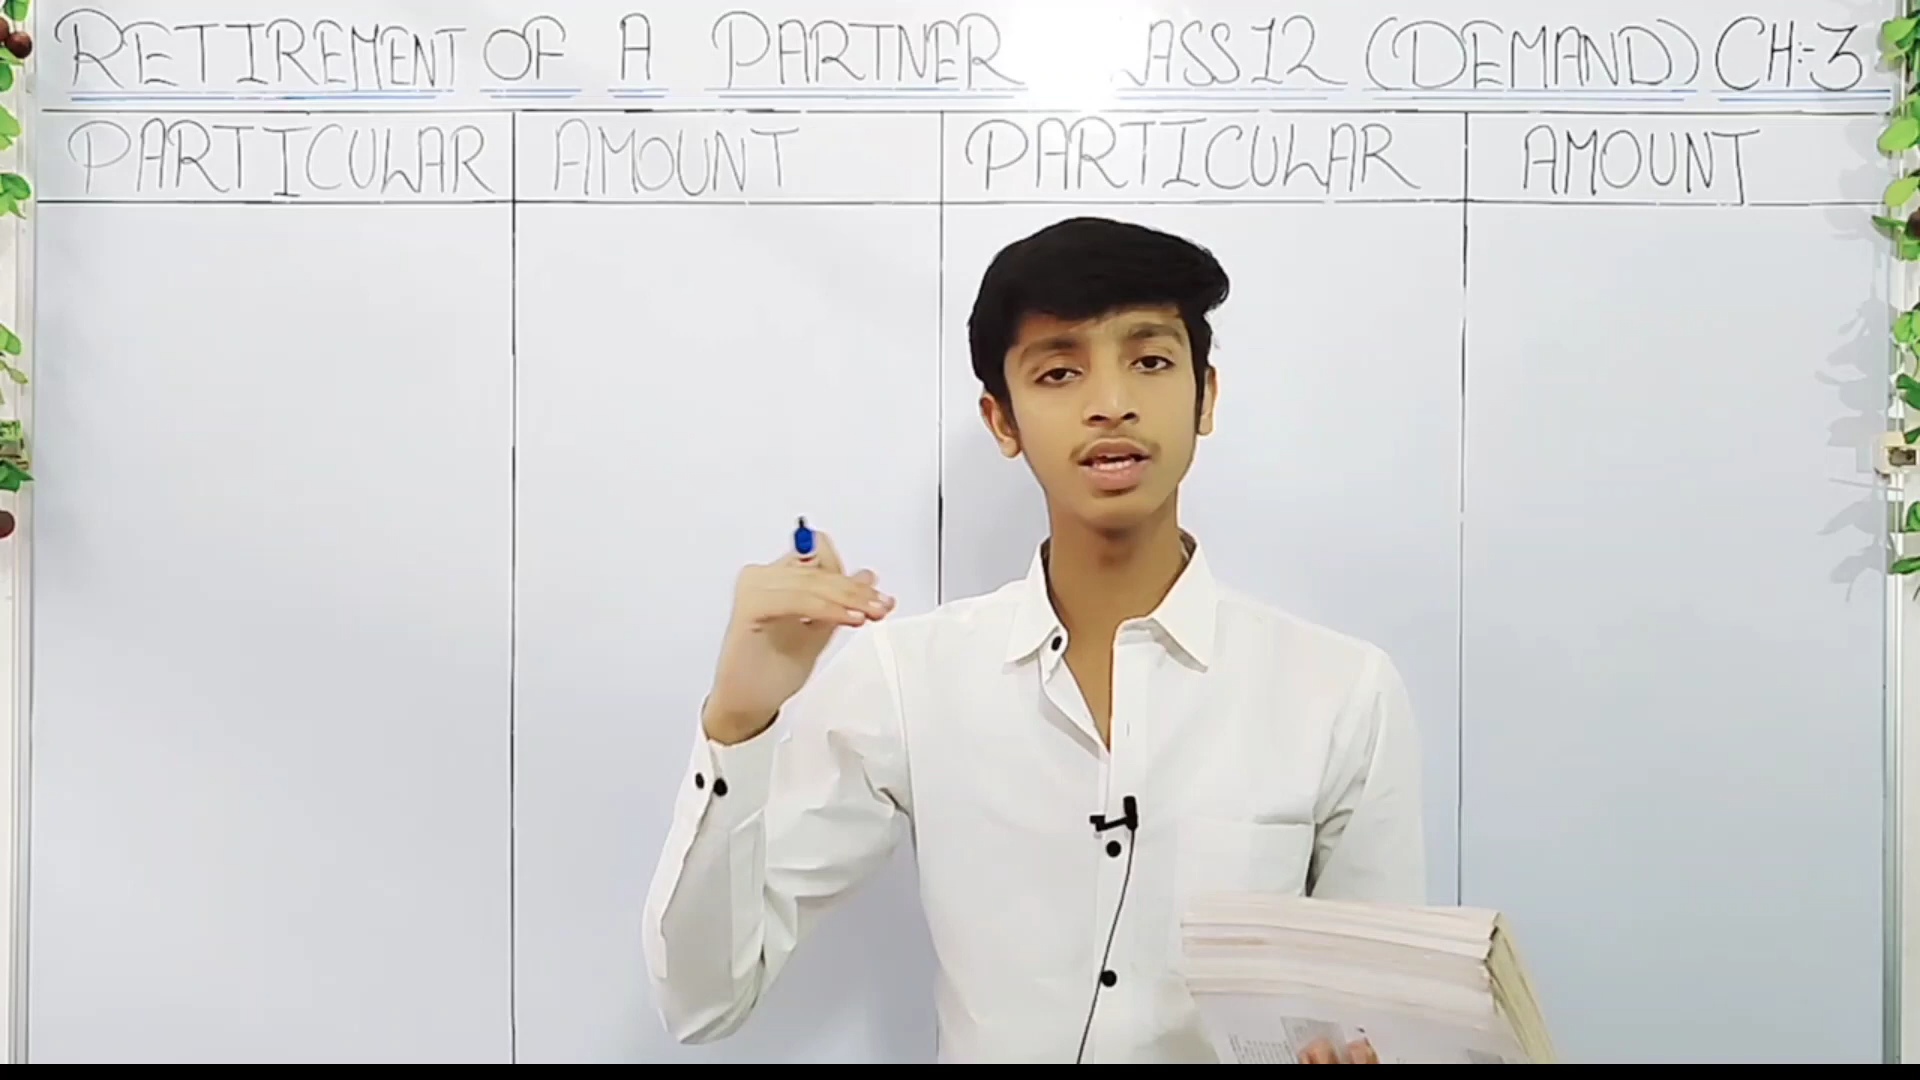 RETIREMENT OF A PARTNER ASS 12 (DEMAND) CH:-3
PARTICULAR AMOUNT PARTICULAR AMOUNT